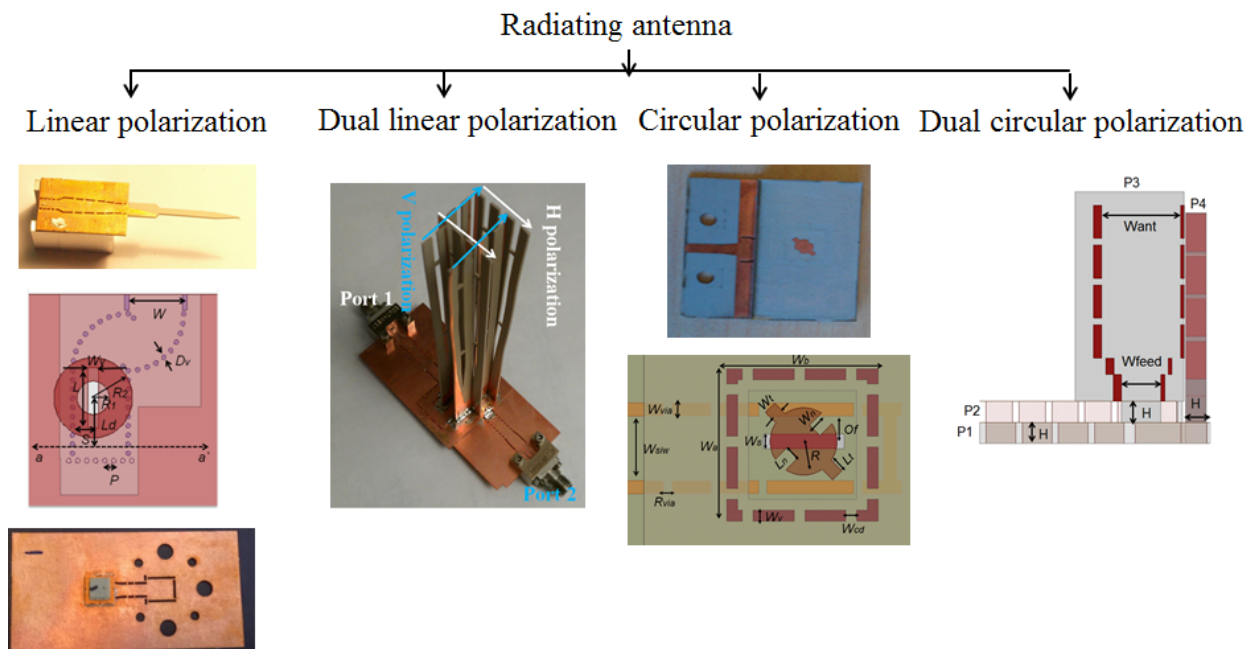 Radiating antenna
Linear polarization
Dual linear polarization
Circular polarization
Dual circular polarization
V polarization
H polarization
Port 1
Port 2
W
Dv
L
R2
R1
Ld
S
a
a'
P
Wb
Wt
Wn
Of
Wvia
Ws
Wa
Wsiw
R
Ln
Lt
Rvia
Wv
Wcd
P3
P4
Want
Wfeed
P2
H
H
P1
H